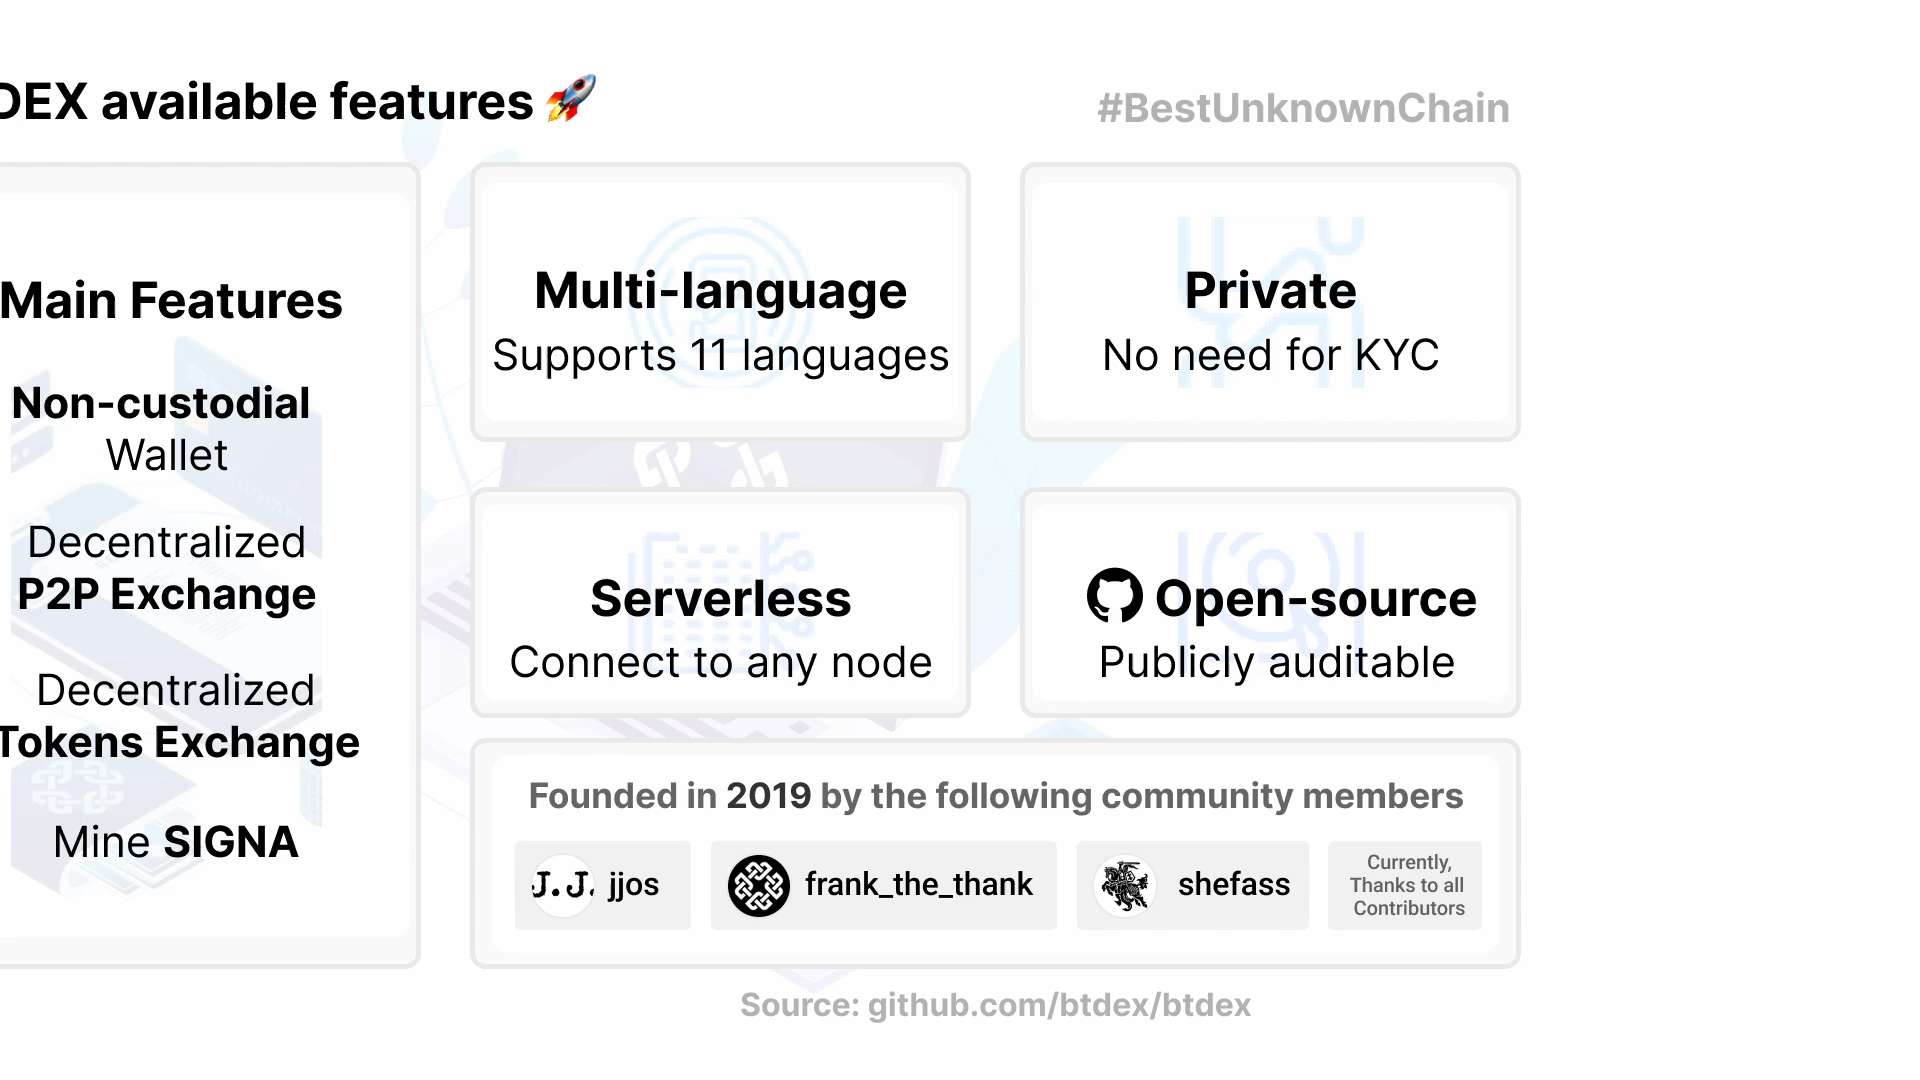 DEX available features
#BestUnknownChain
Main Features
Non-custodial
Wallet
Decentralized
P2P Exchange
Decentralized
Tokens Exchange
Mine SIGNA
Multi-language
Supports 11 languages
Private
No need for KYC
Serverless
Connect to any node
Open-source
Publicly auditable
Founded in 2019 by the following community members
J.J. jjos
frank_the_thank
shefass
Currently,
Thanks to all
Contributors
Source: github.com/btdex/btdex